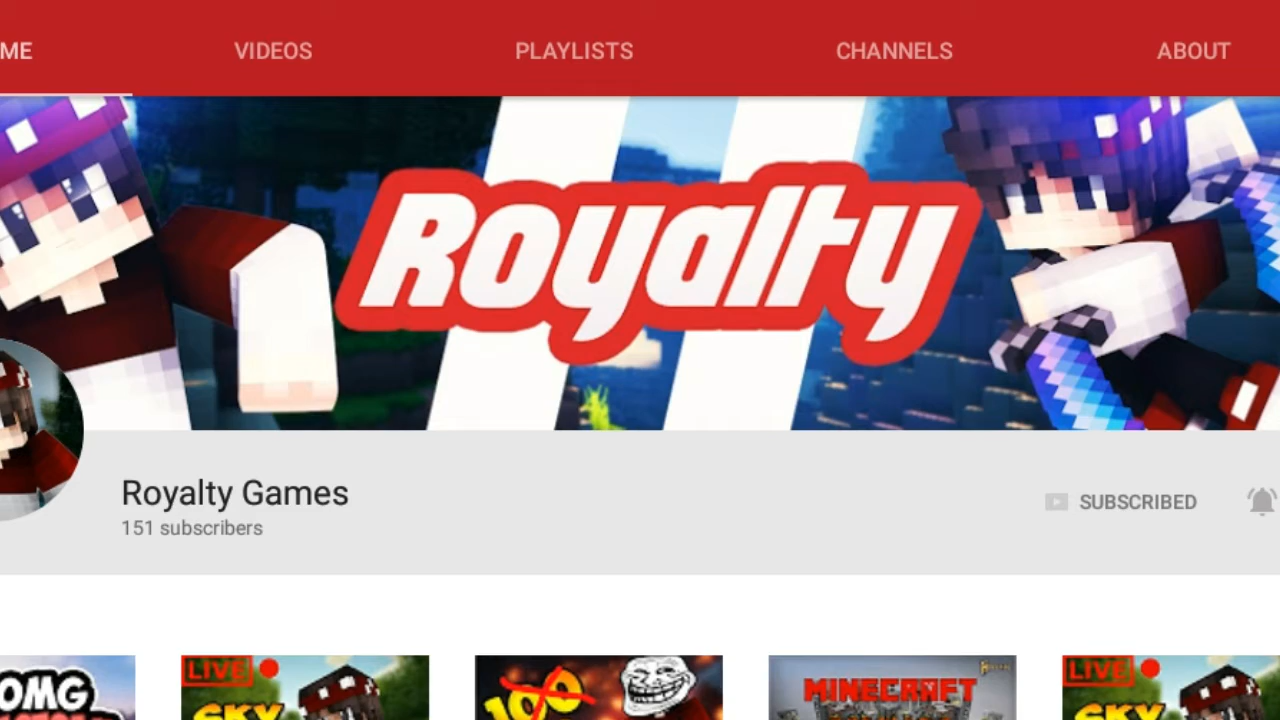 ME
VIDEOS
PLAYLISTS
CHANNELS
ABOUT
Royalty
Royalty Games
151 subscribers
SUBSCRIBED
OMG
LIVE
SKY
100
MINECRAFT
LIVE
SKY